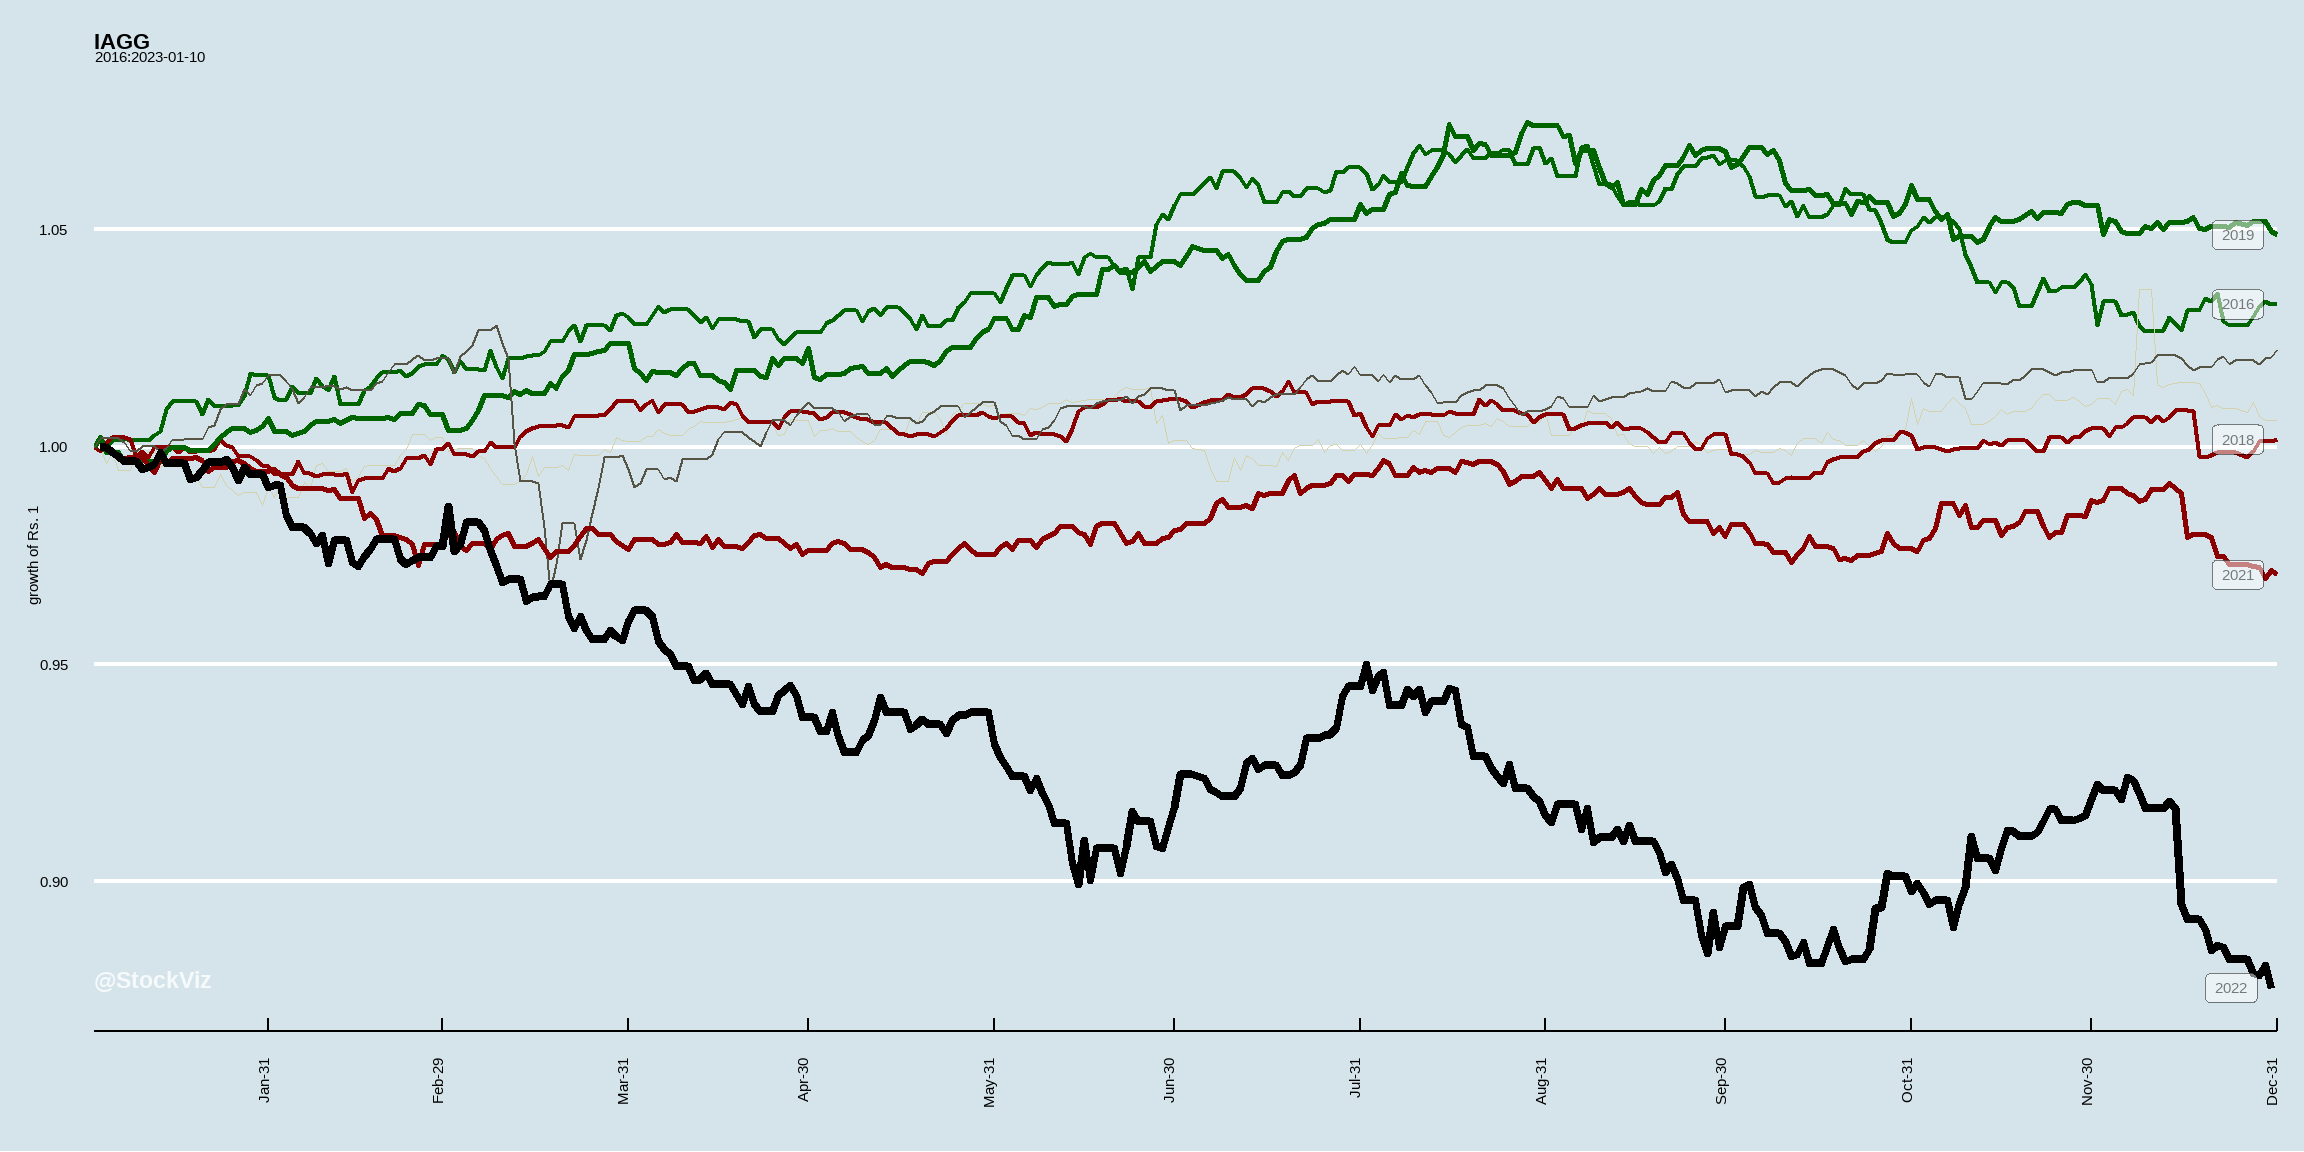 IAGG
2016:2023-01-10
growth of Rs. 1
1.05
1.00
0.95
0.90
2019
2016
2018
2021
2022
@StockViz
Jan-31
Feb-29
Mar-31
Apr-30
May-31
Jun-30
Jul-31
Aug-31
Sep-30
Oct-31
Nov-30
Dec-31